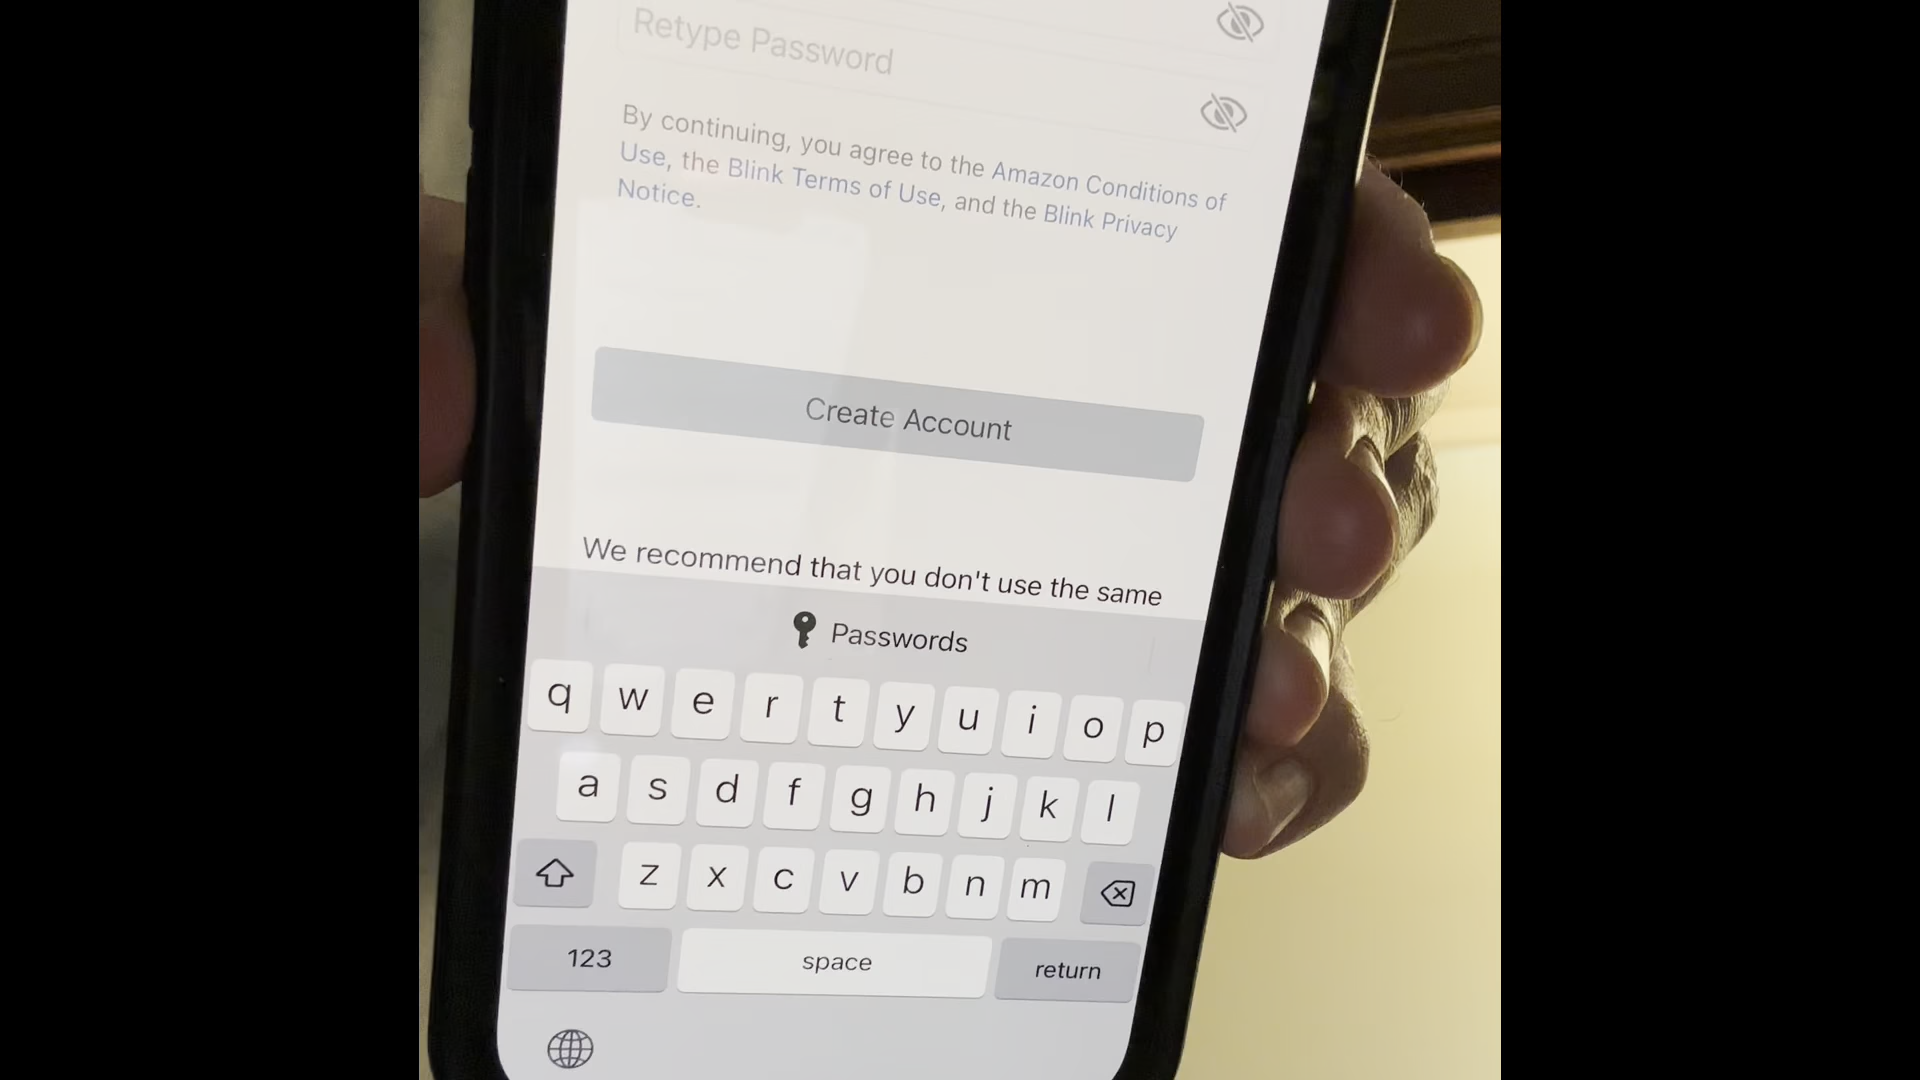 Retype Password
By continuing, you agree to the Amazon Conditions of
Use, the Blink Terms of Use, and the Blink Privacy
Notice.
Create Account
We recommend that you don't use the same
Passwords
q w e r t y u i o p
a s d f g h j k l
z x c v b n m
123 space return